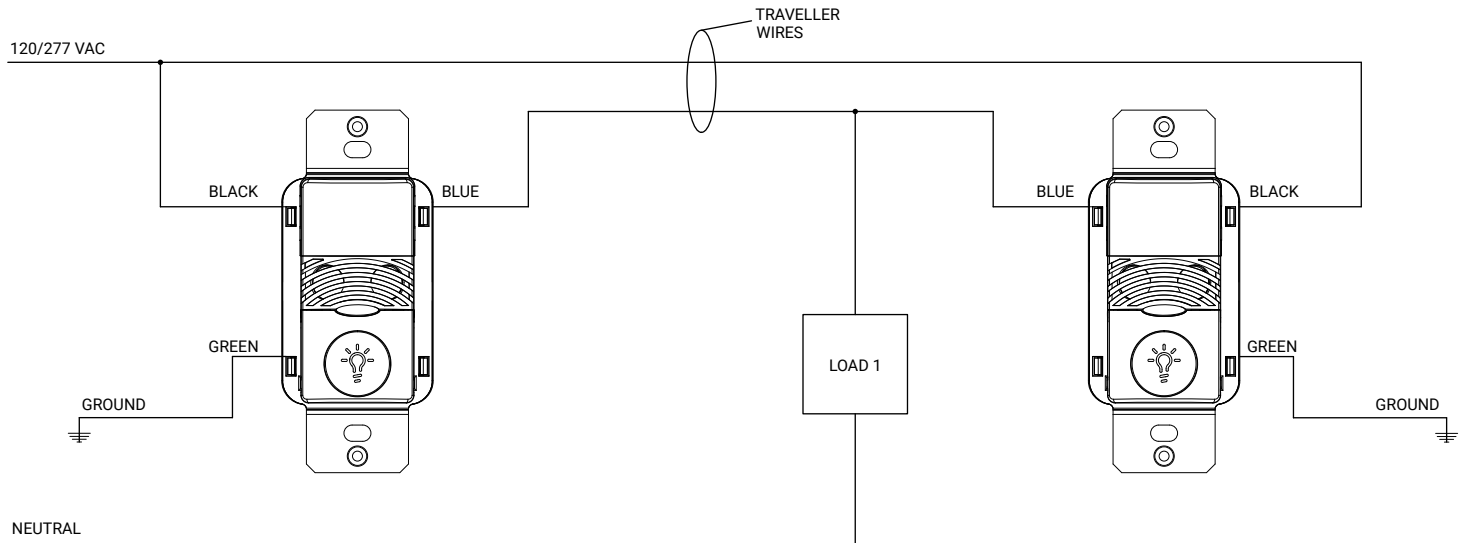 TRAVELLER
WIRES
120/277 VAC
BLACK
BLUE
BLUE
BLACK
GREEN
GREEN
LOAD 1
GROUND
GROUND
NEUTRAL